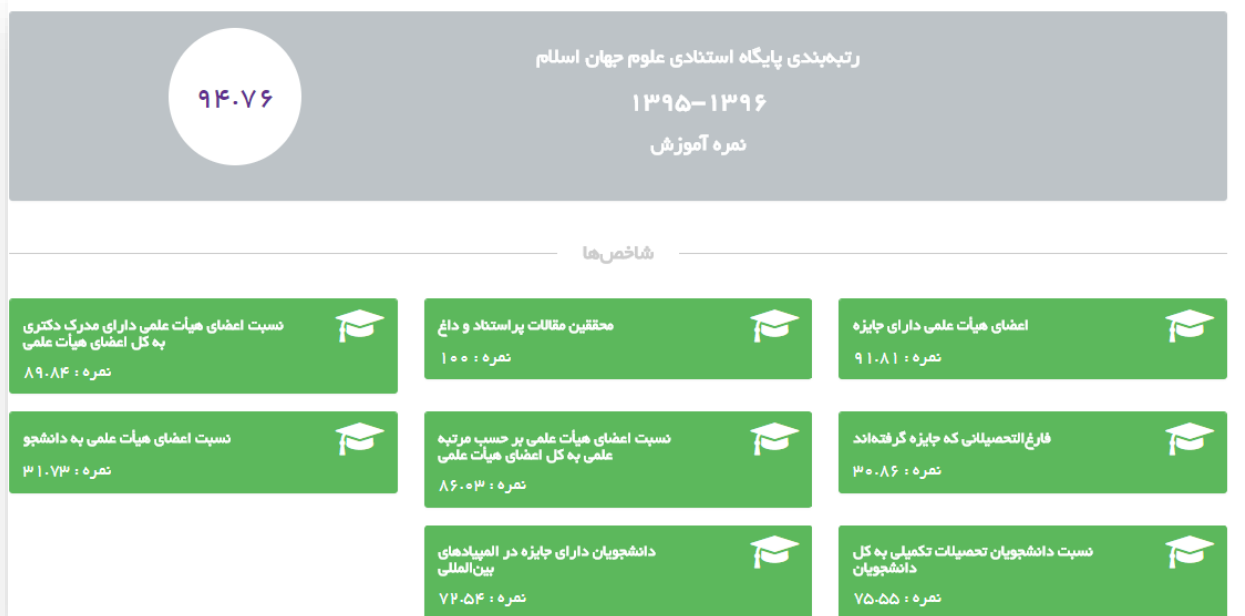 رتبه‌بندی پایگاه استنادی علوم جهان اسلام
۱۳۹۵-۱۳۹۶
نمره آموزش
۹۴.۷۶
شاخص‌ها
اعضای هیأت علمی دارای جایزه
نمره : ۹۱.۸۱
محققین مقالات پراستناد و داغ
نمره : ۱۰۰
نسبت اعضای هیأت علمی دارای مدرک دکتری
به کل اعضای هیأت علمی
نمره : ۸۹.۸۴
فارغ‌التحصیلانی که جایزه گرفته‌اند
نمره : ۳۰.۸۶
نسبت اعضای هیأت علمی بر حسب مرتبه
علمی به کل اعضای هیأت علمی
نمره : ۸۶.۰۳
نسبت اعضای هیأت علمی به دانشجو
نمره : ۳۱.۷۳
نسبت دانشجویان تحصیلات تکمیلی به کل
دانشجویان
نمره : ۷۵.۵۵
دانشجویان دارای جایزه در المپیادهای
بین‌المللی
نمره : ۷۲.۵۴